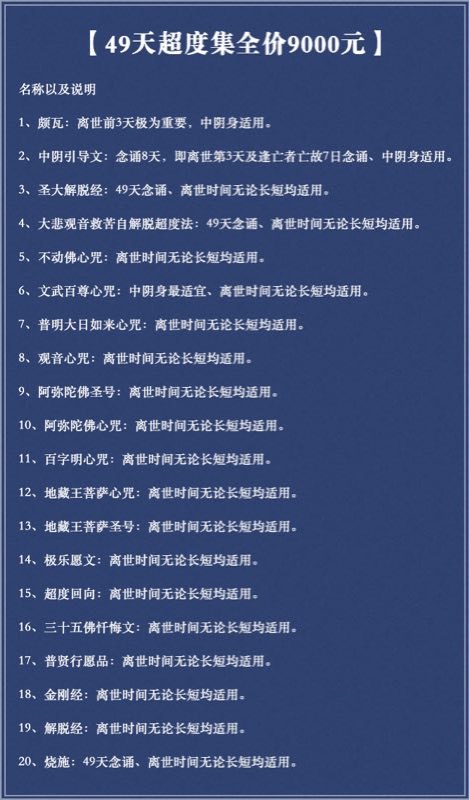 【49天超度集全价9000元】
名称以及说明
1、颇瓦：离世前3天极为重要，中阴身适用。
2、中阴引导文：念诵8天，即离世第3天及逢亡者亡故7日念诵、中阴身适用。
3、圣大解脱经：49天念诵、离世时间无论长短均适用。
4、大悲观音救苦自解脱超度法：49天念诵、离世时间无论长短均适用。
5、不动佛心咒：离世时间无论长短均适用。
6、文武百尊心咒：中阴身最适宜、离世时间无论长短均适用。
7、普明大日如来心咒：离世时间无论长短均适用。
8、观音心咒：离世时间无论长短均适用。
9、阿弥陀佛圣号：离世时间无论长短均适用。
10、阿弥陀佛心咒：离世时间无论长短均适用。
11、百字明心咒：离世时间无论长短均适用。
12、地藏王菩萨心咒：离世时间无论长短均适用。
13、地藏王菩萨圣号：离世时间无论长短均适用。
14、极乐愿文：离世时间无论长短均适用。
15、超度回向：离世时间无论长短均适用。
16、三十五佛忏悔文：离世时间无论长短均适用。
17、普贤行愿品：离世时间无论长短均适用。
18、金刚经：离世时间无论长短均适用。
19、解脱经：离世时间无论长短均适用。
20、烧施：49天念诵、离世时间无论长短均适用。